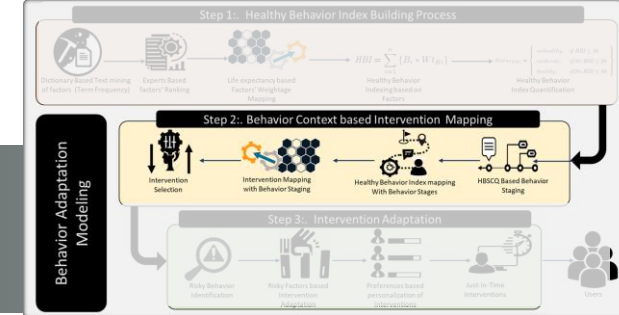 Step 1:. Healthy Behavior Index Building Process
Dictionary Based Text mining
of factors (Term Frequency)
Experts Based
Factors' Ranking
Life expectancy based
Factors' Weightage
Mapping
Healthy Behavior
Indexing based on
Factors
Healthy Behavior
Index Quantification
Behavior Adaptation
Modeling
Step 2:. Behavior Context based Intervention Mapping
Intervention
Selection
Intervention Mapping
with Behavior Staging
Healthy Behavior Index mapping
With Behavior Stages
HBSCQ Based Behavior
Staging
Step 3:. Intervention Adaptation
Risky Behavior
Identification
Risky Factors based
Intervention
Adaptation
Preferences based
personalization of
Interventions
Just-In-Time
Interventions
Users